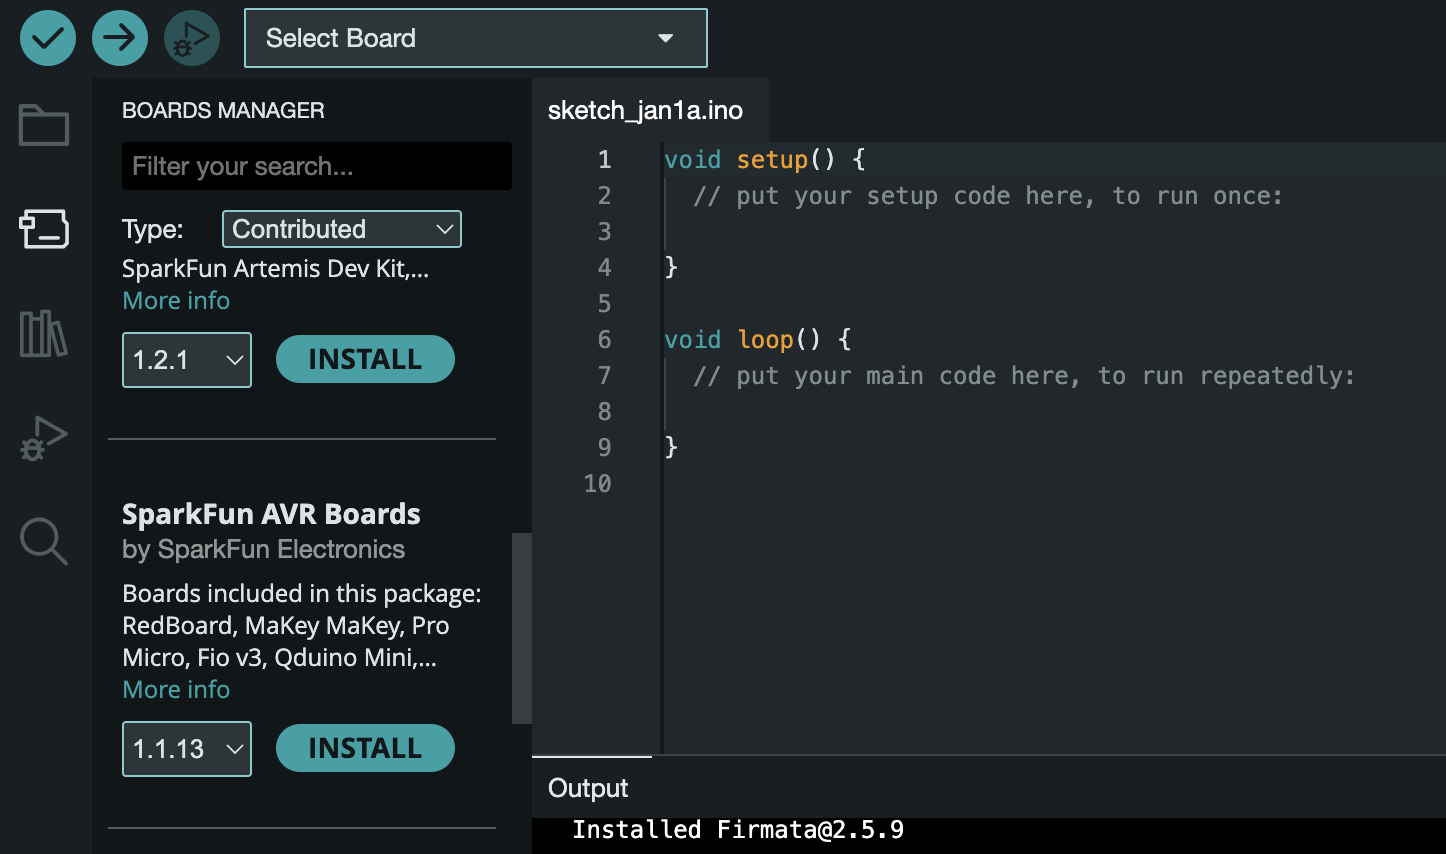 Select Board
BOARDS MANAGER
Filter your search...
Type: Contributed
SparkFun Artemis Dev Kit,...
More info
1.2.1 INSTALL
SparkFun AVR Boards
by SparkFun Electronics
Boards included in this package:
RedBoard, MaKey MaKey, Pro
Micro, Fio v3, Qduino Mini,...
More info
1.1.13 INSTALL
sketch_jan1a.ino
1 void setup() {
2 // put your setup code here, to run once:
3
4 }
5
6 void loop() {
7 // put your main code here, to run repeatedly:
8
9 }
10
Output
Installed Firmata@2.5.9